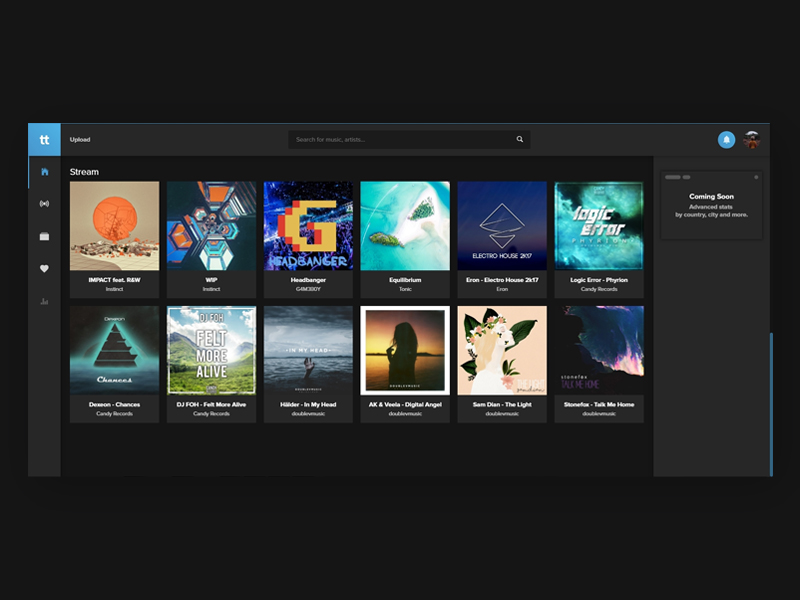 tt
Upload
Search for music, artists...
Stream
G
HEADBANGER
ELECTRO HOUSE 2K17
logic
Error
PHYRION
IMPACT feat. R&W
Instinct
WIP
Instinct
Headbanger
G4M3B0Y
Equilibrium
Tonic
Eron - Electro House 2k17
Eron
Logic Error - Phyrion
Candy Records
Coming Soon
Advanced stats
by country, city and more.
Dexeon
Chances
DJ FOH
FELT
MORE
ALIVE
IN MY HEAD
DOUBLEVMUSIC
stonefox
TALK ME HOME
Dexeon - Chances
Candy Records
DJ FOH - Felt More Alive
Candy Records
Hälder - In My Head
doublevmusic
AK & Veela - Digital Angel
doublevmusic
Sam Dian - The Light
doublevmusic
Stonefox - Talk Me Home
doublevmusic